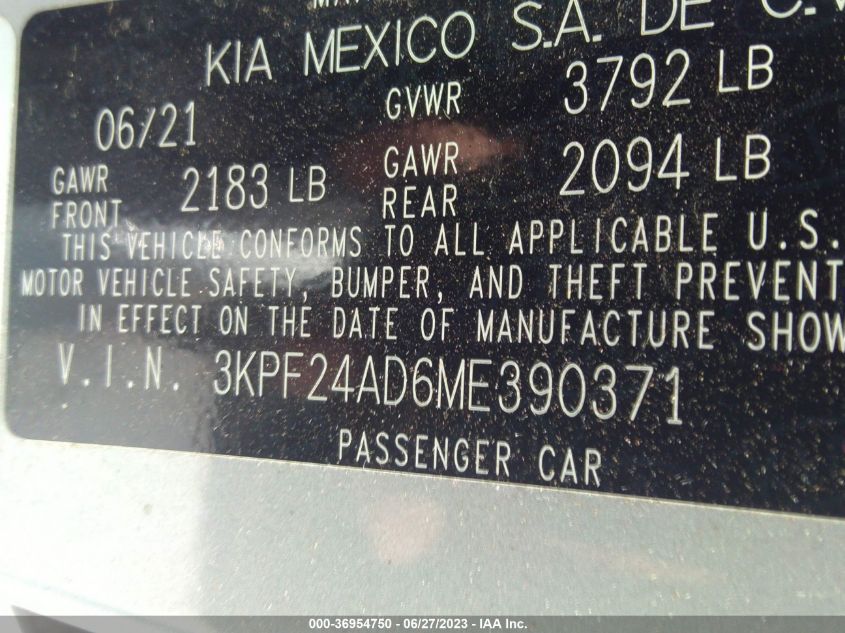 KIA MEXICO S.A. DE C.V
06/21 GVWR 3792 LB
GAWR FRONT 2183 LB GAWR REAR 2094 LB
THIS VEHICLE CONFORMS TO ALL APPLICABLE U.S.
MOTOR VEHICLE SAFETY, BUMPER, AND THEFT PREVENT
IN EFFECT ON THE DATE OF MANUFACTURE SHOW
V.I.N. 3KPF24AD6ME390371
PASSENGER CAR
000-36954750 - 06/27/2023 - IAA Inc.